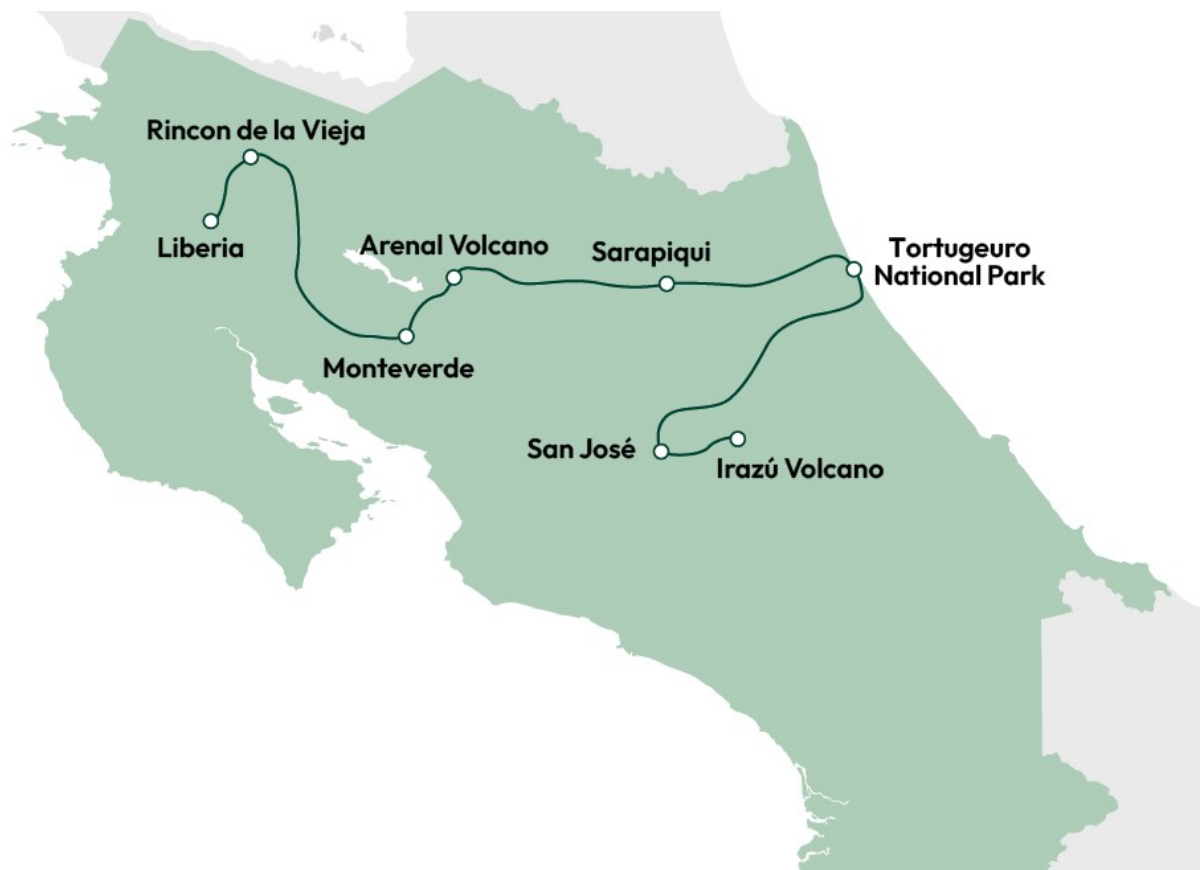 Rincon de la Vieja
Liberia
Arenal Volcano
Sarapiqui
Tortugeuro
National Park
Monteverde
San José
Irazú Volcano